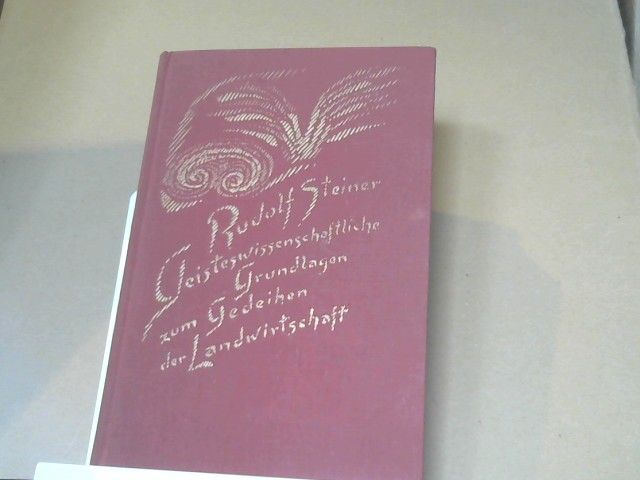 Rudolf Steiner
Geisteswissenschaftliche
Grundlagen
zum Gedeihen
der Landwirtschaft